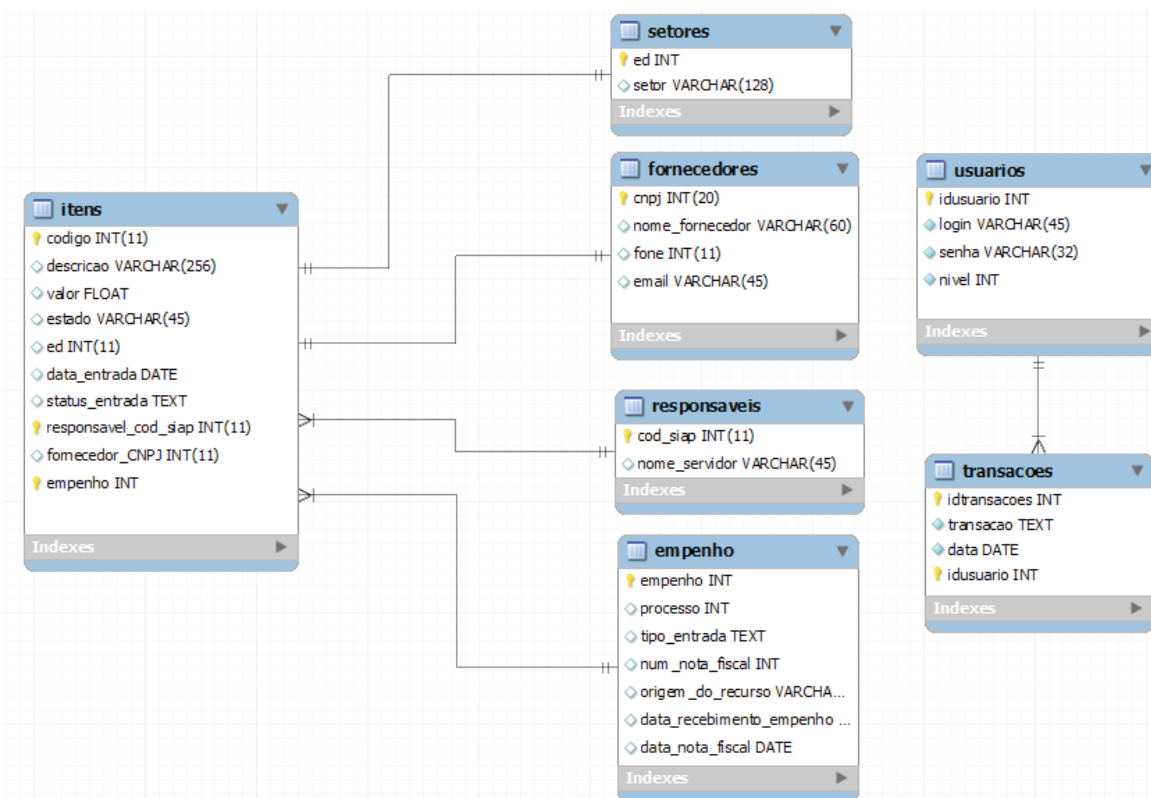 setores
ed INT
setor VARCHAR(128)
Indexes
fornecedores
cnpj INT(20)
nome_fornecedor VARCHAR(60)
fone INT(11)
email VARCHAR(45)
Indexes
usuarios
idusuario INT
login VARCHAR(45)
senha VARCHAR(32)
nivel INT
Indexes
itens
codigo INT(11)
descricao VARCHAR(256)
valor FLOAT
estado VARCHAR(45)
ed INT(11)
data_entrada DATE
status_entrada TEXT
responsavel_cod_siap INT(11)
fornecedor_CNPJ INT(11)
empenho INT
Indexes
responsaveis
cod_siap INT(11)
nome_servidor VARCHAR(45)
Indexes
transacoes
idtransacoes INT
transacao TEXT
data DATE
idusuario INT
Indexes
empenho
empenho INT
processo INT
tipo_entrada TEXT
num_nota_fiscal INT
origem_do_recurso VARCHA...
data_recebimento_empenho ...
data_nota_fiscal DATE
Indexes